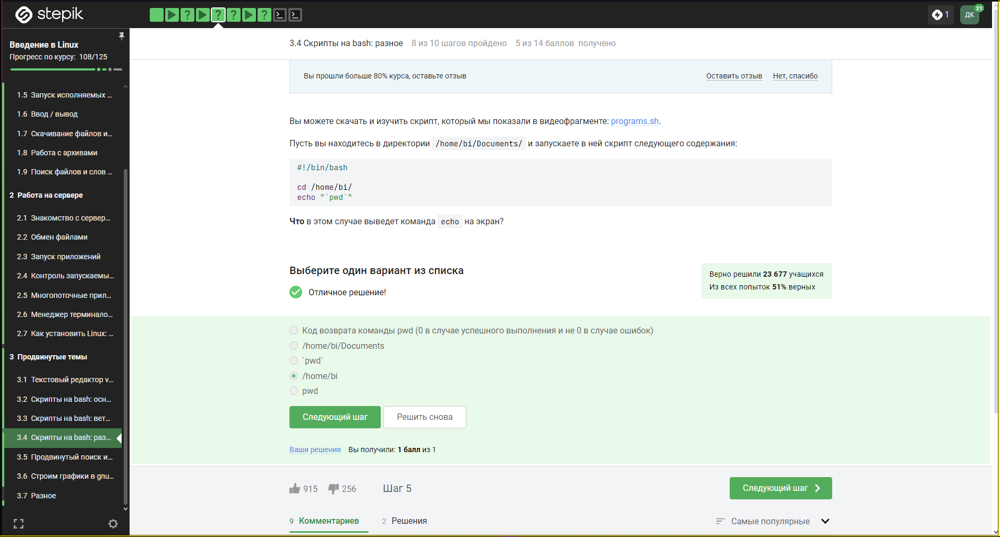 stepik
1
ДК
21
Введение в Linux
Прогресс по курсу: 108/125
1.5 Запуск исполняемых ...
1.6 Ввод / вывод
1.7 Скачивание файлов и...
1.8 Работа с архивами
1.9 Поиск файлов и слов ...
2 Работа на сервере
2.1 Знакомство с сервер...
2.2 Обмен файлами
2.3 Запуск приложений
2.4 Контроль запускаемы...
2.5 Многопоточные прил...
2.6 Менеджер терминало...
2.7 Как установить Linux: ...
3 Продвинутые темы
3.1 Текстовый редактор v...
3.2 Скрипты на bash: осн...
3.3 Скрипты на bash: вет...
3.4 Скрипты на bash: раз...
3.5 Продвинутый поиск и...
3.6 Строим графики в gnu...
3.7 Разное
3.4 Скрипты на bash: разное 8 из 10 шагов пройдено 5 из 14 баллов получено
Вы прошли больше 80% курса, оставьте отзыв Оставить отзыв Нет, спасибо
Вы можете скачать и изучить скрипт, который мы показали в видеофрагменте: programs.sh.
Пусть вы находитесь в директории /home/bi/Documents/ и запускаете в ней скрипт следующего содержания:
#!/bin/bash
cd /home/bi/
echo "`pwd`"
Что в этом случае выведет команда echo на экран?
Выберите один вариант из списка
Отличное решение!
Верно решили 23 677 учащихся
Из всех попыток 51% верных
Код возврата команды pwd (0 в случае успешного выполнения и не 0 в случае ошибок)
/home/bi/Documents
`pwd`
/home/bi
pwd
Следующий шаг Решить снова
Ваши решения Вы получили: 1 балл из 1
915 256 Шаг 5 Следующий шаг
9 Комментариев 2 Решения Самые популярные